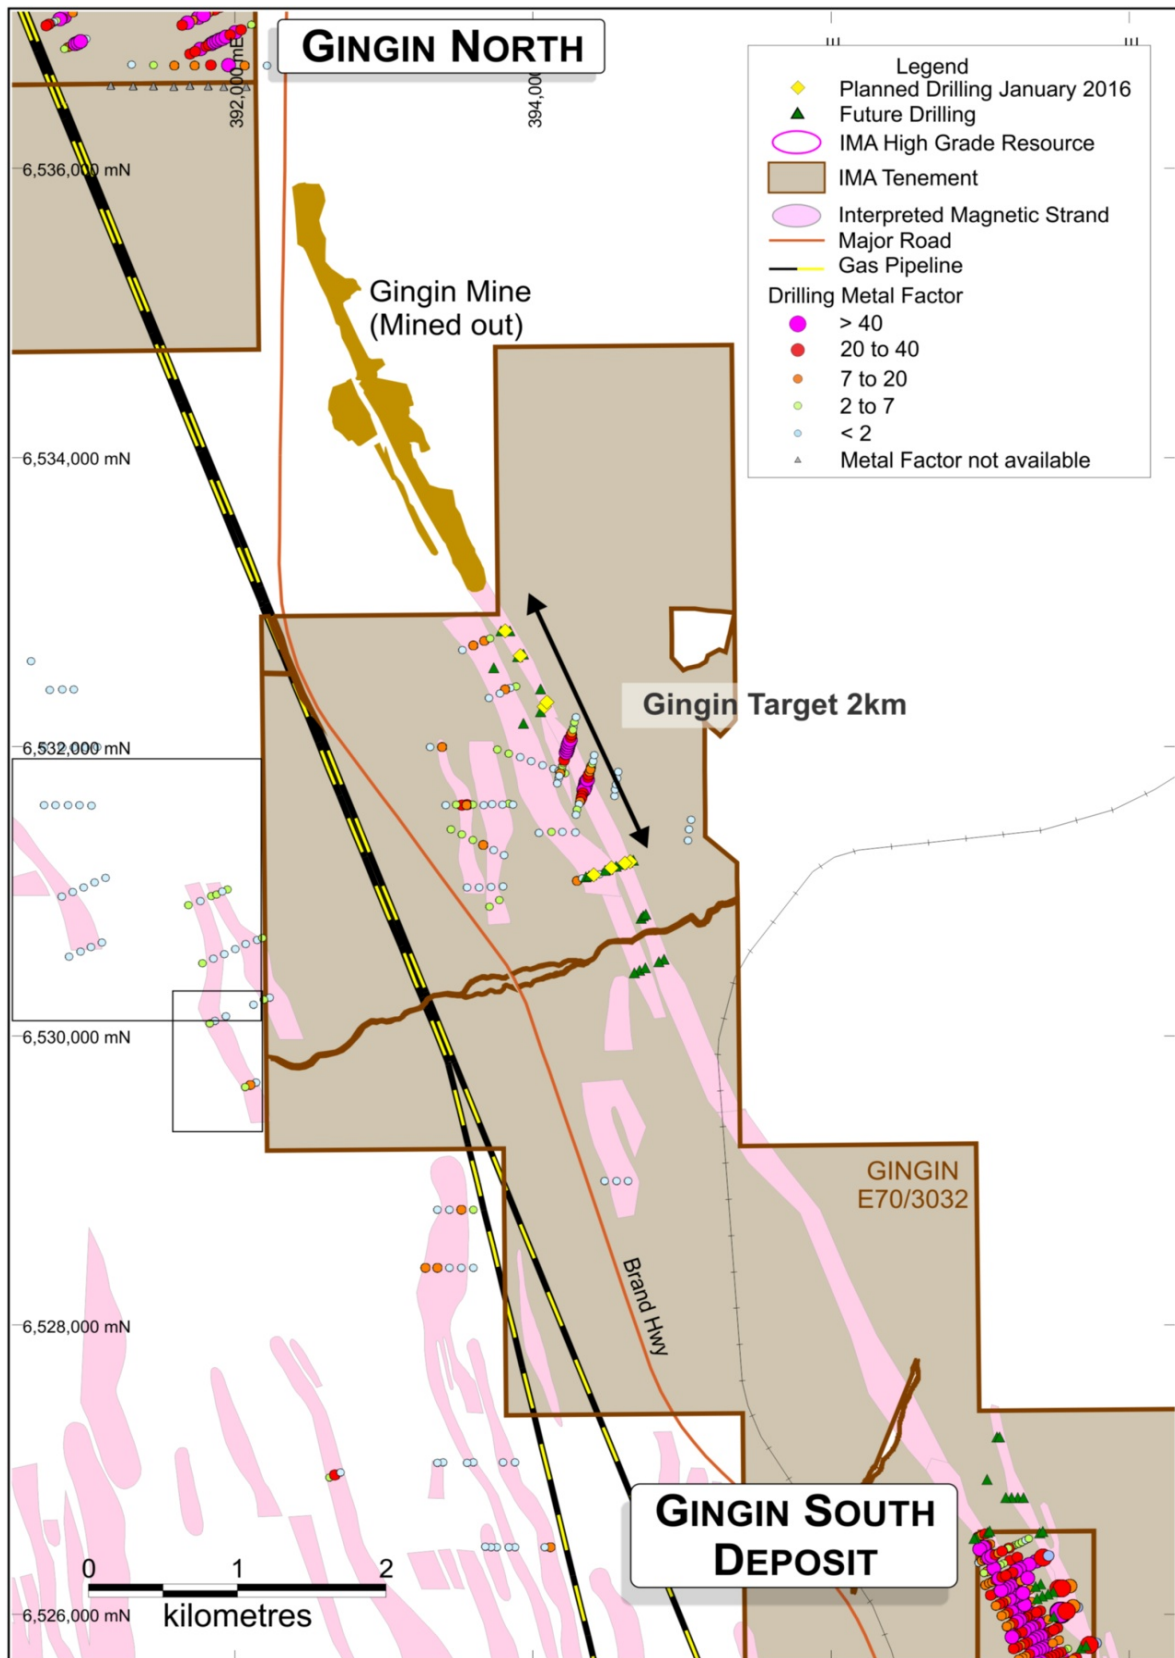 GINGIN NORTH
392,000 mE
394,00
mE
mE
Legend
Planned Drilling January 2016
Future Drilling
IMA High Grade Resource
IMA Tenement
Interpreted Magnetic Strand
Major Road
Gas Pipeline
Drilling Metal Factor
> 40
20 to 40
7 to 20
2 to 7
< 2
Metal Factor not available
6,536,000 mN
Gingin Mine
(Mined out)
6,534,000 mN
Gingin Target 2km
6,532,000 mN
6,530,000 mN
GINGIN
E70/3032
Brand Hwy
6,528,000 mN
GINGIN SOUTH
DEPOSIT
0 1 2
kilometres
6,526,000 mN